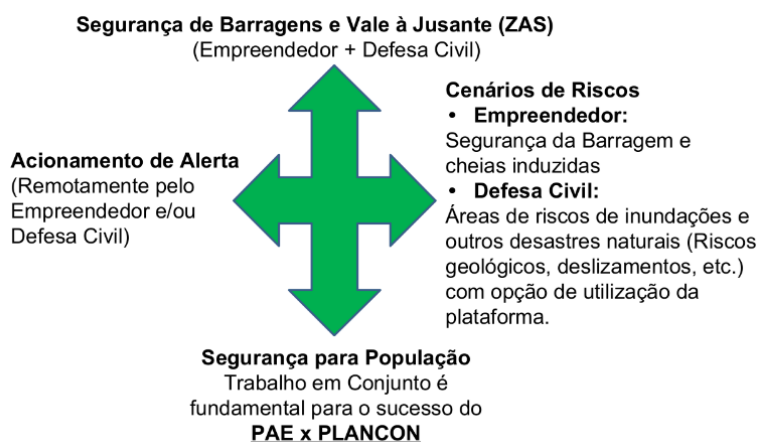 Segurança de Barragens e Vale à Jusante (ZAS)
(Empreendedor + Defesa Civil)
Cenários de Riscos
• Empreendedor:
Segurança da Barragem e
cheias induzidas
• Defesa Civil:
Áreas de riscos de inundações e
outros desastres naturais (Riscos
geológicos, deslizamentos, etc.)
com opção de utilização da
plataforma.
Acionamento de Alerta
(Remotamente pelo
Empreendedor e/ou
Defesa Civil)
Segurança para População
Trabalho em Conjunto é
fundamental para o sucesso do
PAE x PLANCON